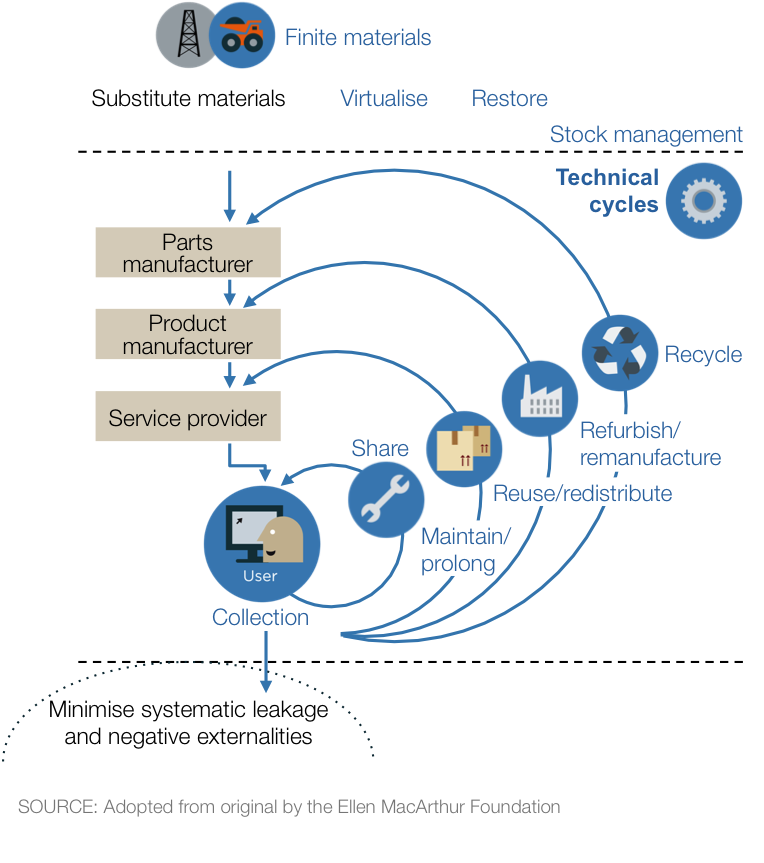 Finite materials
Substitute materials
Virtualise
Restore
Stock management
Technical
cycles
Parts
manufacturer
Product
manufacturer
Recycle
Service provider
Refurbish/
remanufacture
Share
Reuse/redistribute
Maintain/
prolong
User
Collection
Minimise systematic leakage
and negative externalities
SOURCE: Adopted from original by the Ellen MacArthur Foundation